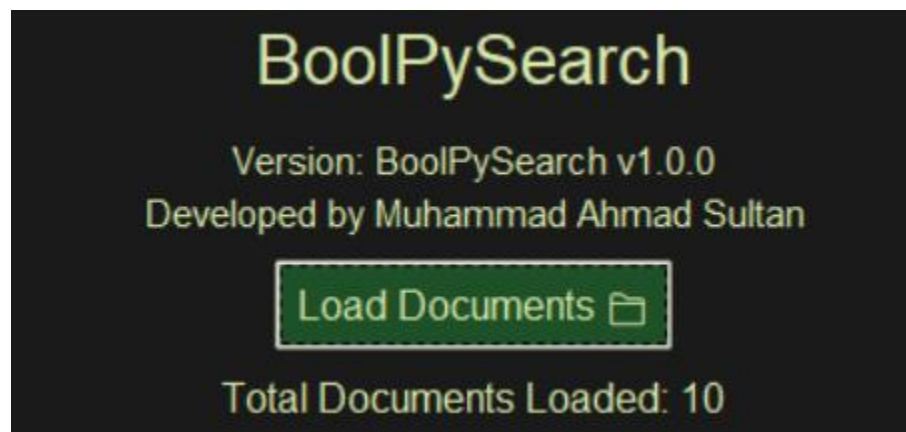 BoolPySearch
Version: BoolPySearch v1.0.0
Developed by Muhammad Ahmad Sultan
Load Documents
Total Documents Loaded: 10